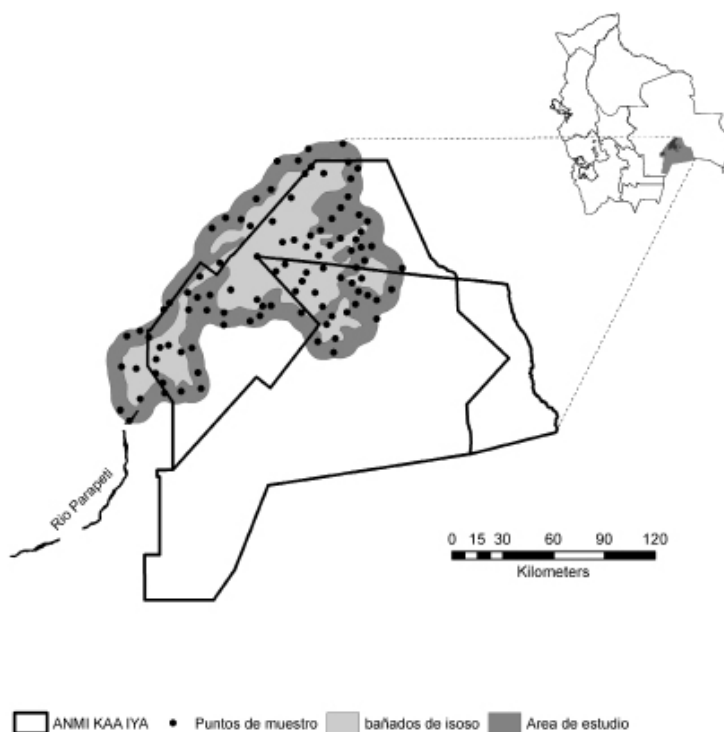 Rio Parapeti
0 15 30 60 90 120
Kilometers
ANMI KAA IYA Puntos de muestro bañados de isoso Area de estudio